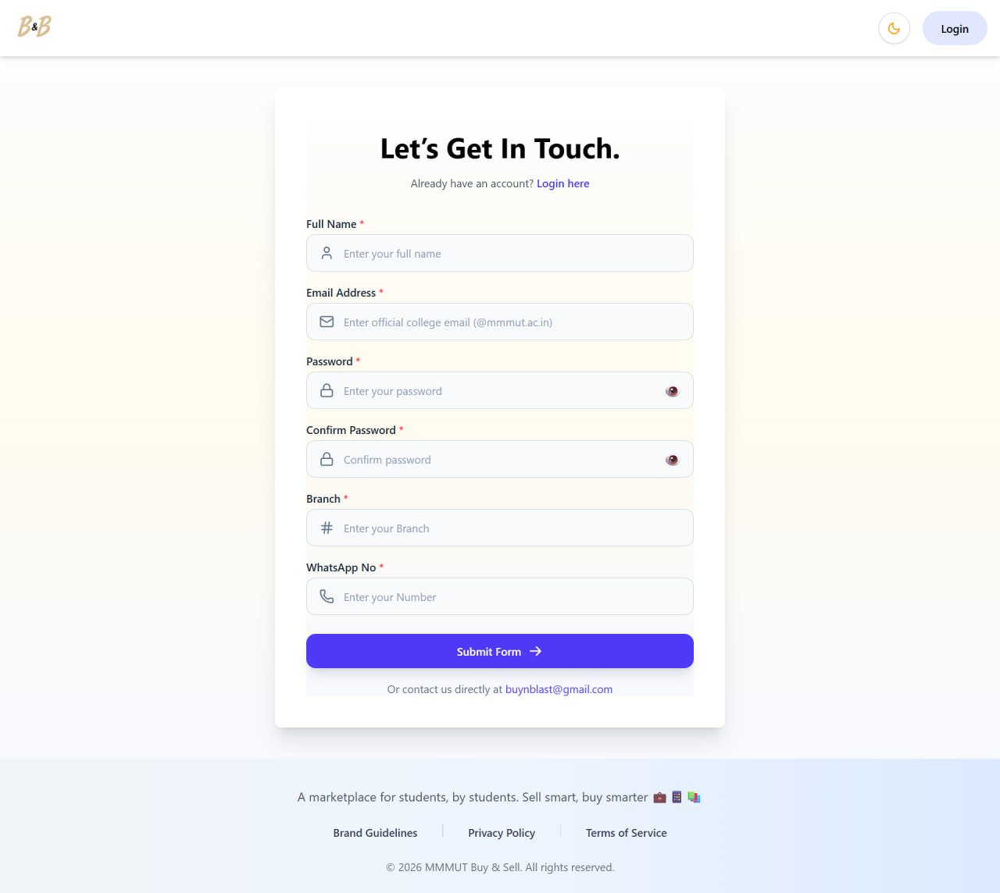 B&B
Login
Let’s Get In Touch.
Already have an account? Login here
Full Name *
Enter your full name
Email Address *
Enter official college email (@mmmut.ac.in)
Password *
Enter your password
Confirm Password *
Confirm password
Branch *
Enter your Branch
WhatsApp No *
Enter your Number
Submit Form →
Or contact us directly at buynblast@gmail.com
A marketplace for students, by students. Sell smart, buy smarter 💼 📱 📚
Brand Guidelines | Privacy Policy | Terms of Service
© 2026 MMMUT Buy & Sell. All rights reserved.